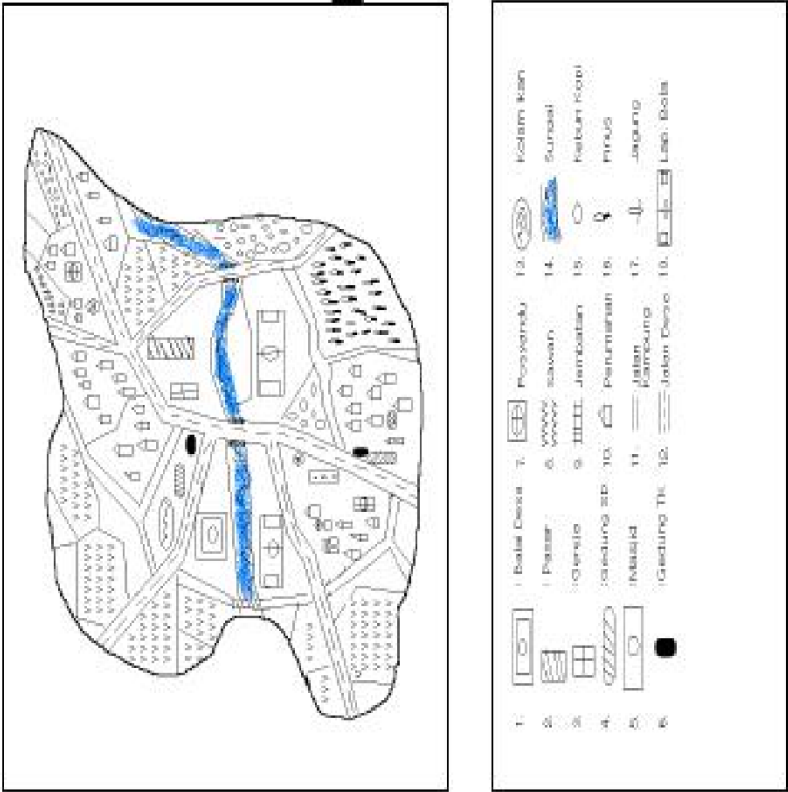 1. : Balai Desa
2. : Pasar
3. : Gereja
4. : Gedung SD
5. : Masjid
6. : Gedung TK
7. : Posyandu
8. : Sawah
9. : Jembatan
10. : Perumahan
11. : Jalan
Kampung
12. : Jalan Desa
13. : Kolam Ikan
14. : Sungai
15. : Kebun Kopi
16. : Pinus
17. : Jagung
18. : Lap. Bola